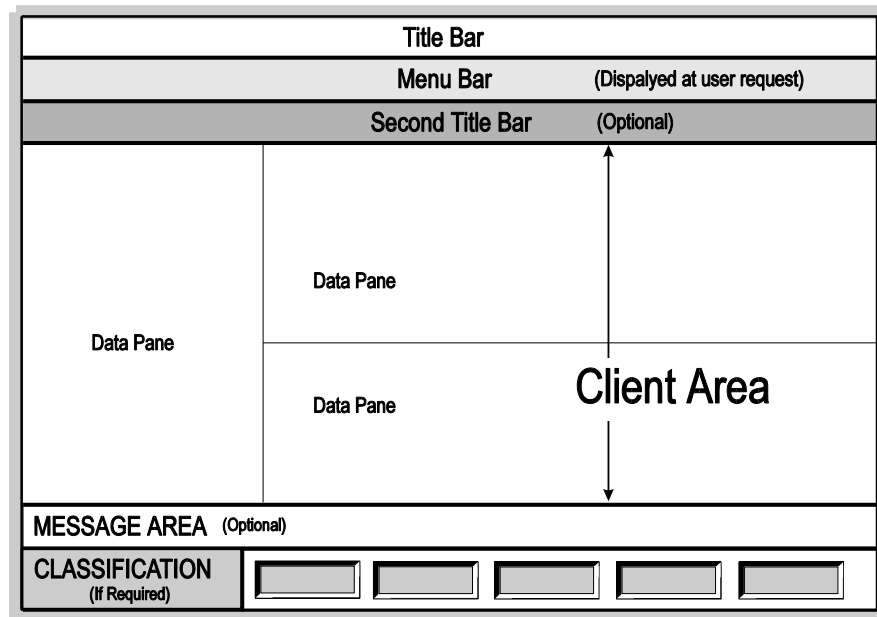 Title Bar
Menu Bar (Dispalyed at user request)
Second Title Bar (Optional)
Data Pane
Data Pane
Data Pane
Client Area
MESSAGE AREA (Optional)
CLASSIFICATION
(If Required)